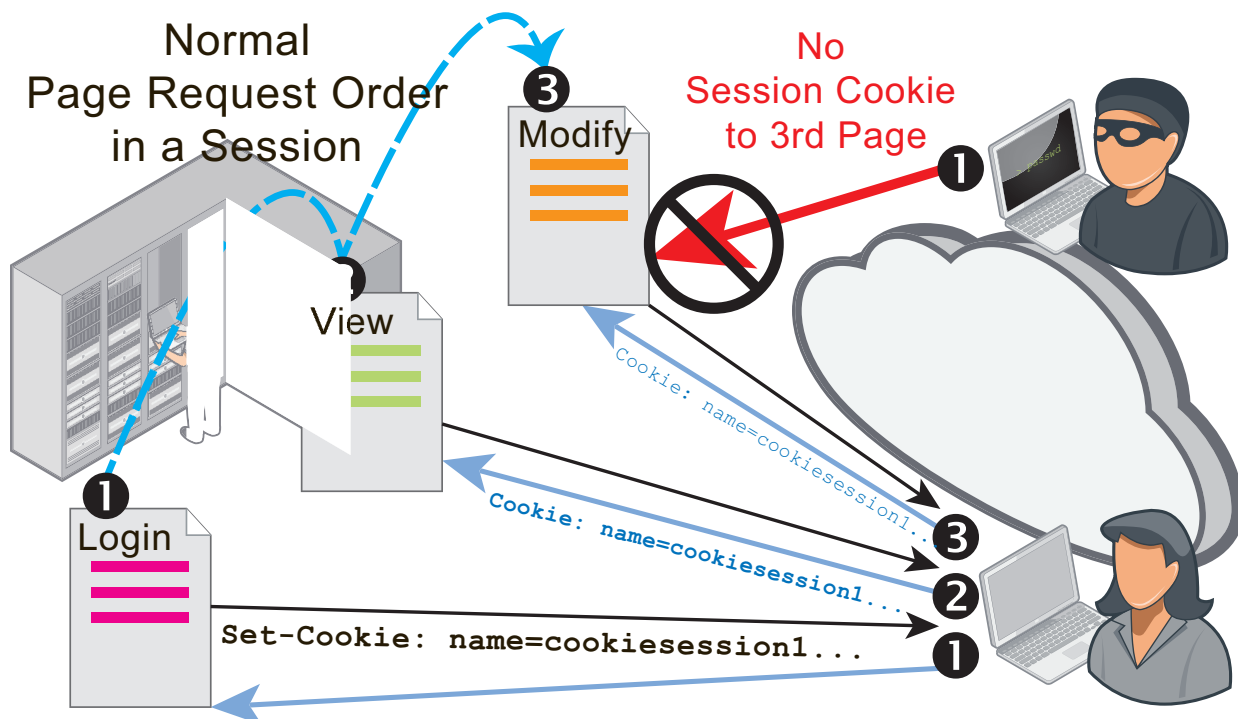 Normal
Page Request Order
in a Session
No
Session Cookie
to 3rd Page
3
Modify
1
> passwd
2
View
Cookie: name=cookiesession1...
Cookie: name=cookiesession1...
3
1
Login
2
Set-Cookie: name=cookiesession1...
1